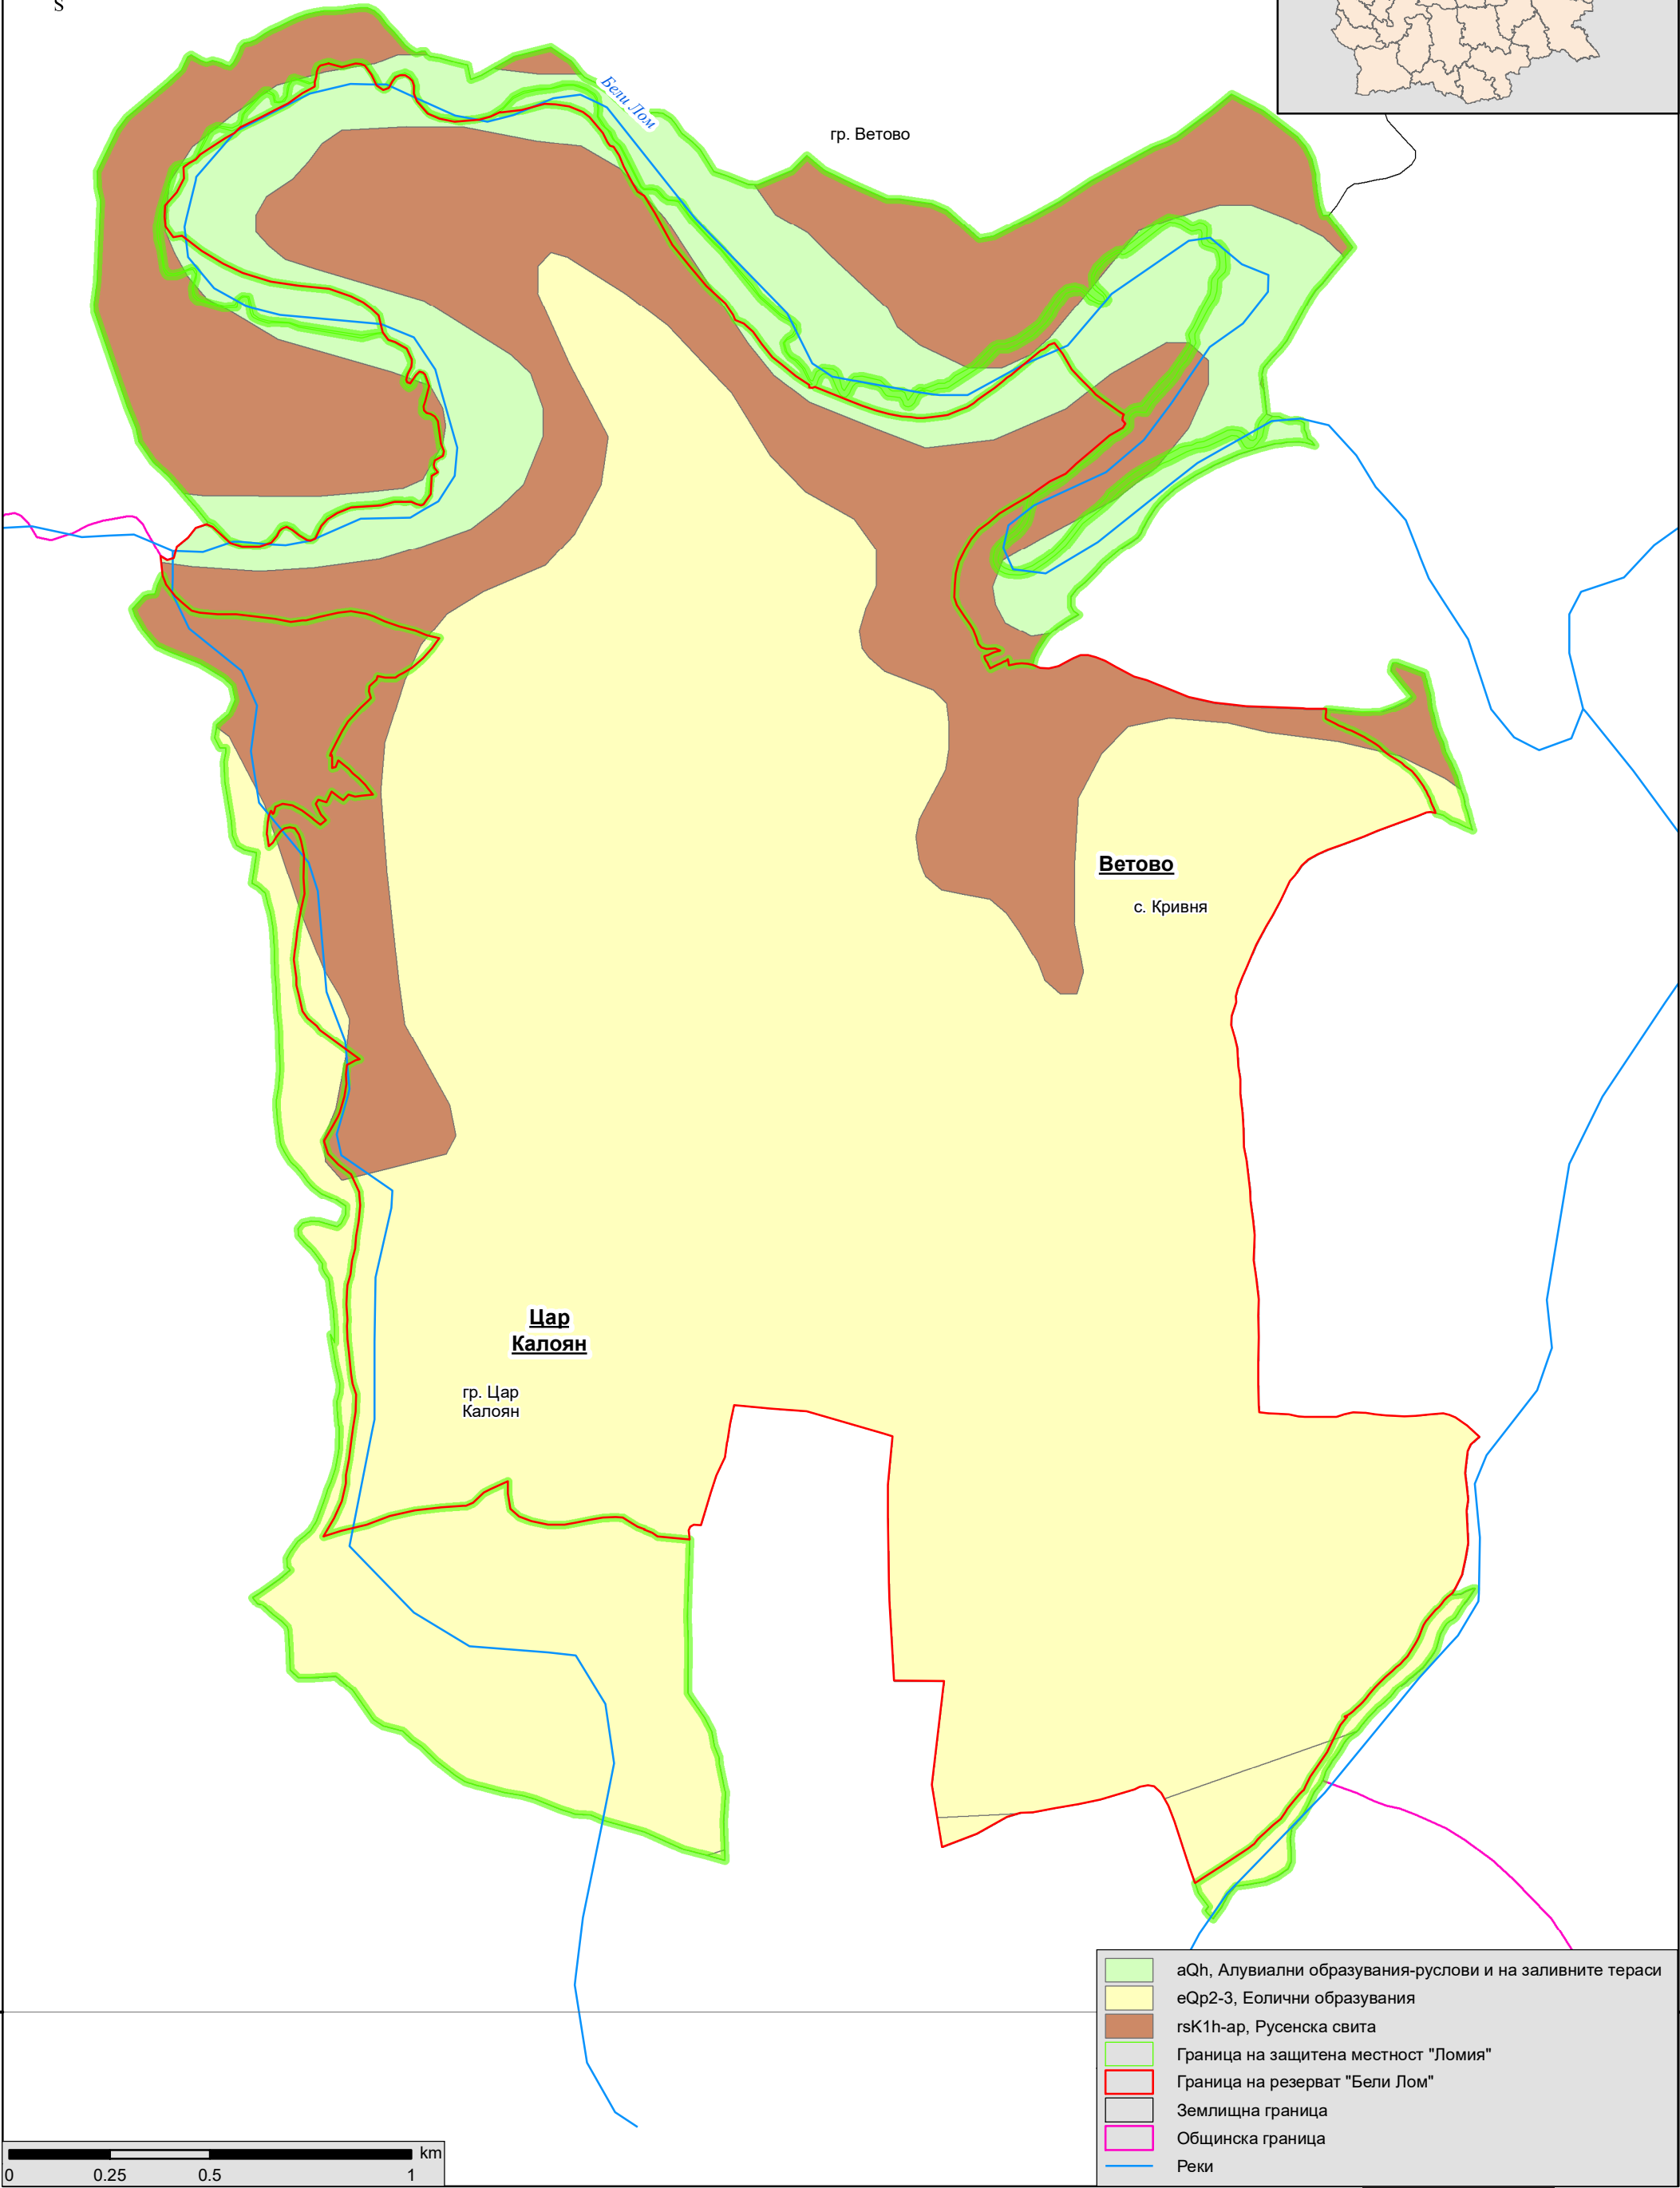 S
Бели Лом
гр. Ветово
Ветово
с. Кривня
Цар
Калоян
гр. Цар
Калоян
aQh, Алувиални образувания-руслови и на заливните тераси
eQp2-3, Еолични образувания
rsK1h-ap, Русенска свита
Граница на защитена местност "Ломия"
Граница на резерват "Бели Лом"
Землищна граница
Общинска граница
Реки
km
0 0.25 0.5 1